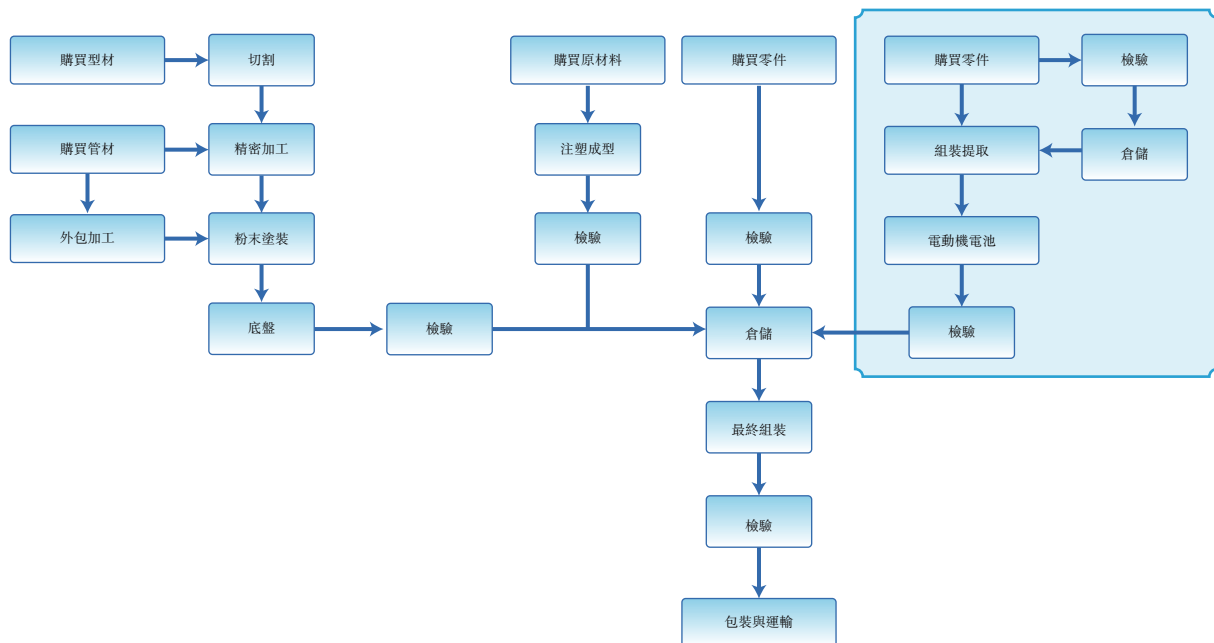 購買型材
切割
購買原材料
購買零件
購買零件
檢驗
購買管材
精密加工
注塑成型
組裝提取
倉儲
外包加工
粉末塗裝
檢驗
檢驗
電動機電池
底盤
檢驗
倉儲
檢驗
最終組裝
檢驗
包裝與運輸